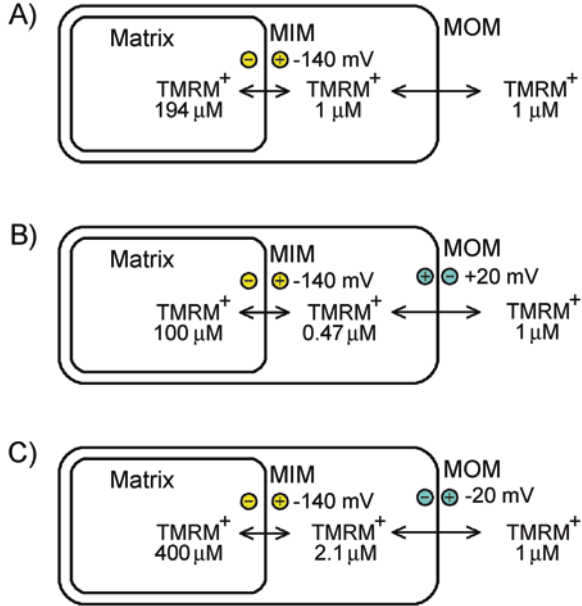 A)
Matrix MIM MOM
− + -140 mV
TMRM+ TMRM+ TMRM+
194 µM 1 µM 1 µM
B)
Matrix MIM MOM
− + -140 mV + − +20 mV
TMRM+ TMRM+ TMRM+
100 µM 0.47 µM 1 µM
C)
Matrix MIM MOM
− + -140 mV − + -20 mV
TMRM+ TMRM+ TMRM+
400 µM 2.1 µM 1 µM